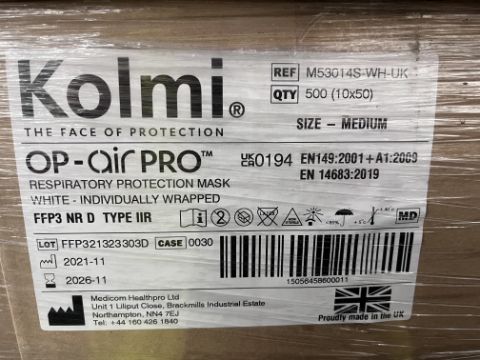 Kolmi®
THE FACE OF PROTECTION
REF M53014S-WH-UK
QTY 500 (10x50)
SIZE - MEDIUM
OP-air PRO™
RESPIRATORY PROTECTION MASK
WHITE - INDIVIDUALLY WRAPPED
FFP3 NR D TYPE IIR
UKCA 0194 EN149:2001+A1:2009
EN 14683:2019
MD
LOT FFP321323303D CASE 0030
2021-11
2026-11
15056458600011
Medicom Healthpro Ltd
Unit 1 Liliput Close, Brackmills Industrial Estate
Northampton, NN4 7EJ
Tel: +44 160 426 1840
Proudly made in the UK